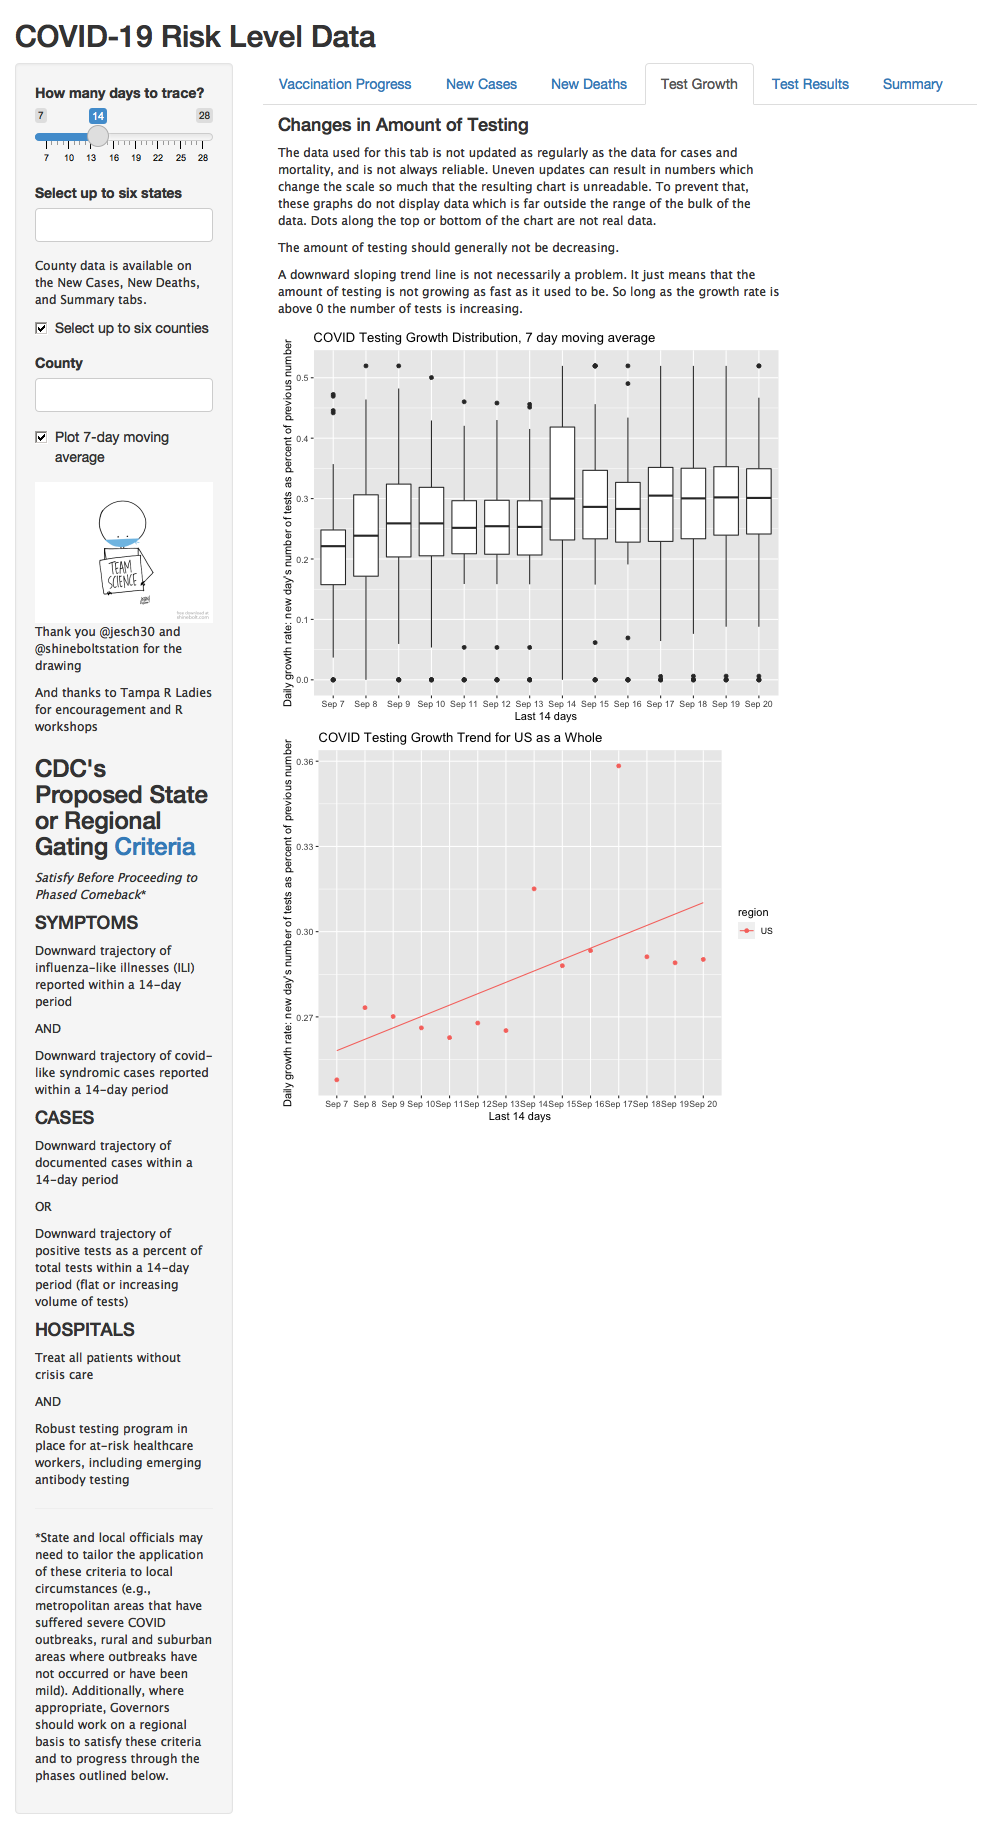 COVID-19 Risk Level Data
How many days to trace?
7 14 28
7 10 13 16 19 22 25 28
Select up to six states
County data is available on
the New Cases, New Deaths,
and Summary tabs.
Select up to six counties
County
Plot 7-day moving
average
TEAM
SCIENCE
Thank you @jesch30 and
@shineboltstation for the
drawing
And thanks to Tampa R Ladies
for encouragement and R
workshops
CDC's
Proposed State
or Regional
Gating Criteria
Satisfy Before Proceeding to
Phased Comeback*
SYMPTOMS
Downward trajectory of
influenza-like illnesses (ILI)
reported within a 14-day
period
AND
Downward trajectory of covid-
like syndromic cases reported
within a 14-day period
CASES
Downward trajectory of
documented cases within a
14-day period
OR
Downward trajectory of
positive tests as a percent of
total tests within a 14-day
period (flat or increasing
volume of tests)
HOSPITALS
Treat all patients without
crisis care
AND
Robust testing program in
place for at-risk healthcare
workers, including emerging
antibody testing
*State and local officials may
need to tailor the application
of these criteria to local
circumstances (e.g.,
metropolitan areas that have
suffered severe COVID
outbreaks, rural and suburban
areas where outbreaks have
not occurred or have been
mild). Additionally, where
appropriate, Governors
should work on a regional
basis to satisfy these criteria
and to progress through the
phases outlined below.
Vaccination Progress New Cases New Deaths Test Growth Test Results Summary
Changes in Amount of Testing
The data used for this tab is not updated as regularly as the data for cases and
mortality, and is not always reliable. Uneven updates can result in numbers which
change the scale so much that the resulting chart is unreadable. To prevent that,
these graphs do not display data which is far outside the range of the bulk of the
data. Dots along the top or bottom of the chart are not real data.
The amount of testing should generally not be decreasing.
A downward sloping trend line is not necessarily a problem. It just means that the
amount of testing is not growing as fast as it used to be. So long as the growth rate is
above 0 the number of tests is increasing.
COVID Testing Growth Distribution, 7 day moving average
Daily growth rate: new day's number of tests as percent of previous number
0.5
0.4
0.3
0.2
0.1
0.0
Sep 7 Sep 8 Sep 9 Sep 10 Sep 11 Sep 12 Sep 13 Sep 14 Sep 15 Sep 16 Sep 17 Sep 18 Sep 19 Sep 20
Last 14 days
COVID Testing Growth Trend for US as a Whole
Daily growth rate: new day's number of tests as percent of previous number
0.36
0.33
0.30
0.27
Sep 7 Sep 8 Sep 9 Sep 10 Sep 11 Sep 12 Sep 13 Sep 14 Sep 15 Sep 16 Sep 17 Sep 18 Sep 19 Sep 20
Last 14 days
region
US